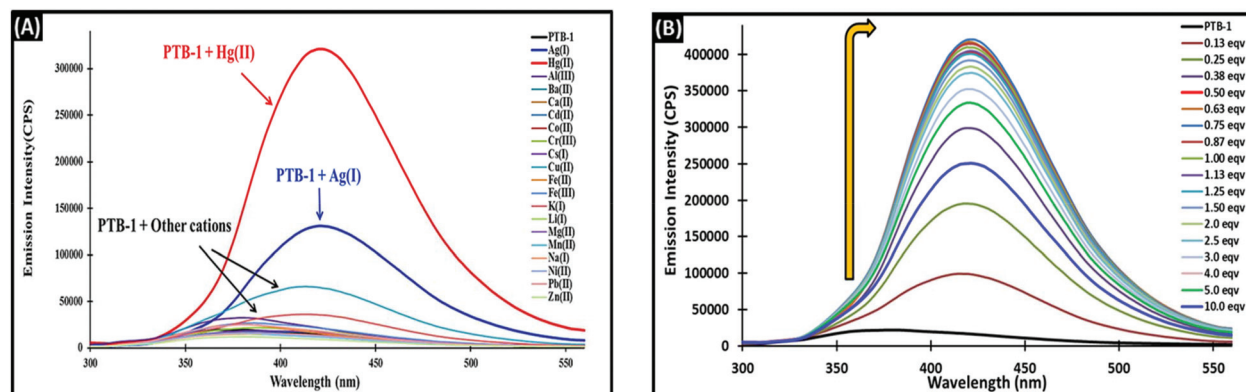 (A)
PTB-1 + Hg(II)
PTB-1 + Ag(I)
PTB-1 + Other cations
Emission Intensity(CPS)
300000
250000
200000
150000
100000
50000
0
300
350
400
450
500
550
Wavelength (nm)
PTB-1
Ag(I)
Hg(II)
Al(III)
Ba(II)
Ca(II)
Cd(II)
Co(II)
Cr(III)
Cs(I)
Cu(II)
Fe(II)
Fe(III)
K(I)
Li(I)
Mg(II)
Mn(II)
Na(I)
Ni(II)
Pb(II)
Zn(II)
(B)
Emission Intensity (CPS)
400000
350000
300000
250000
200000
150000
100000
50000
0
300
350
400
450
500
550
Wavelength (nm)
PTB-1
0.13 eqv
0.25 eqv
0.38 eqv
0.50 eqv
0.63 eqv
0.75 eqv
0.87 eqv
1.00 eqv
1.13 eqv
1.25 eqv
1.50 eqv
2.0 eqv
2.5 eqv
3.0 eqv
4.0 eqv
5.0 eqv
10.0 eqv